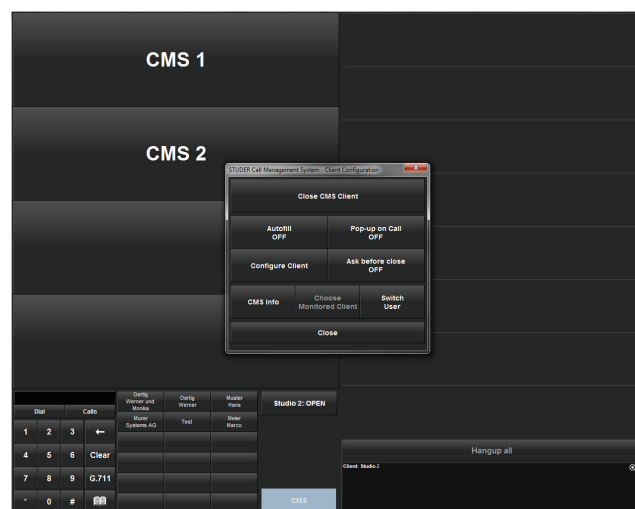 CMS 1
CMS 2
STUDER Call Management System - Client Configuration
Close CMS Client
Autofill
OFF
Pop-up on Call
OFF
Configure Client
Ask before close
OFF
CMS Info
Choose
Monitored Client
Switch
User
Close
Dial
Calls
1 2 3 ←
4 5 6 Clear
7 8 9 G.711
* 0 #
Oertig
Werner und
Monika
Oertig
Werner
Muster
Hans
Murer
Systems AG
Test
Meier
Marco
Studio 2: OPEN
CMS
Hangup all
Client: Studio 2